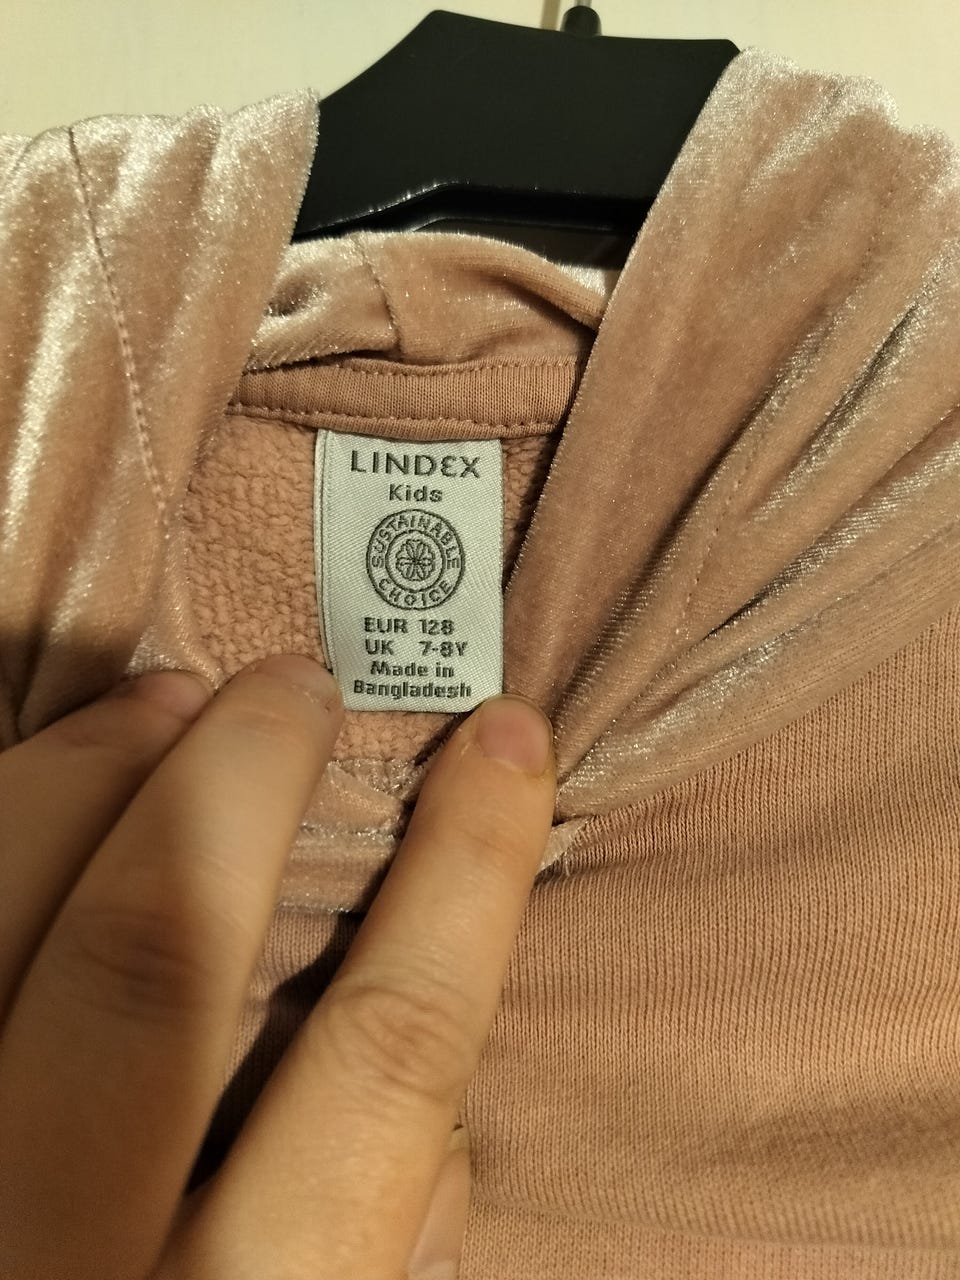 LINDEX
Kids
SUSTAINABLE
CHOICE
EUR 128
UK 7-8Y
Made in
Bangladesh